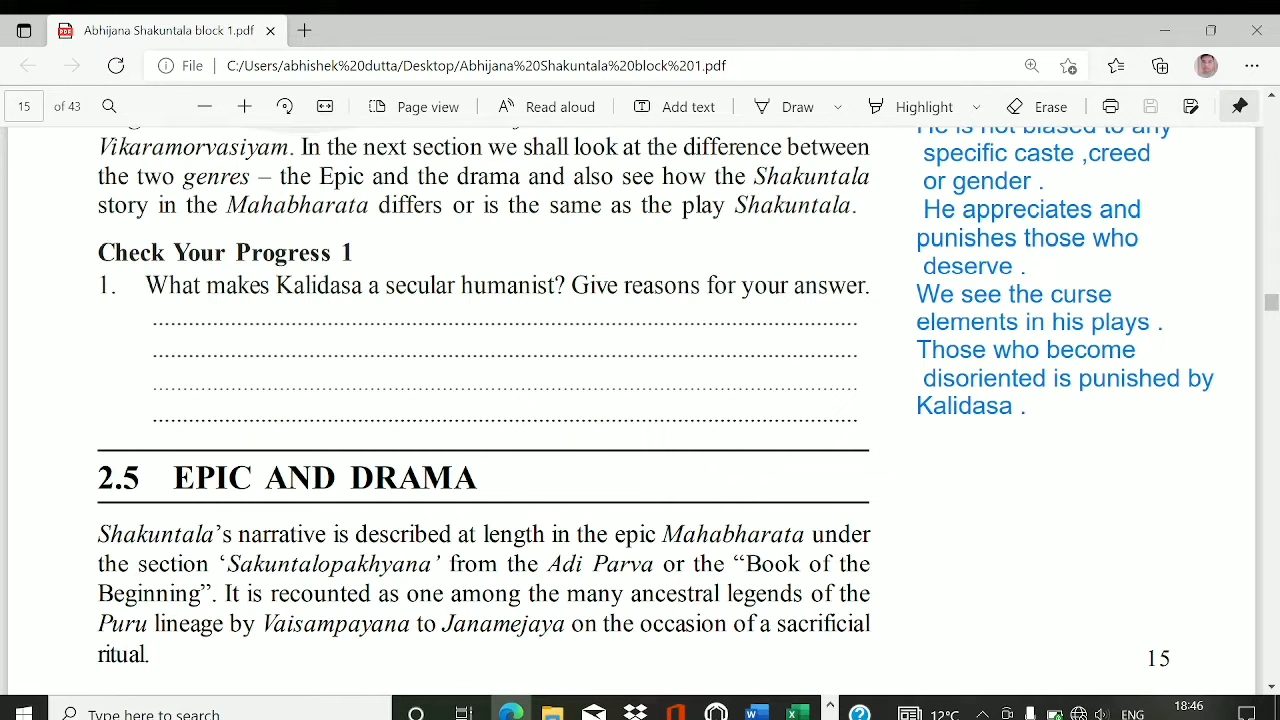 Abhijana Shakuntala block 1.pdf
File
C:/Users/abhishek%20dutta/Desktop/Abhijana%20Shakuntala%20block%201.pdf
15 of 43
Page view
Read aloud
Add text
Draw
Highlight
Erase
Vikaramorvasiyam. In the next section we shall look at the difference between
the two genres – the Epic and the drama and also see how the Shakuntala
story in the Mahabharata differs or is the same as the play Shakuntala.
Check Your Progress 1
1. What makes Kalidasa a secular humanist? Give reasons for your answer.
2.5 EPIC AND DRAMA
Shakuntala's narrative is described at length in the epic Mahabharata under
the section ‘Sakuntalopakhyana’ from the Adi Parva or the “Book of the
Beginning”. It is recounted as one among the many ancestral legends of the
Puru lineage by Vaisampayana to Janamejaya on the occasion of a sacrificial
ritual.
15
He is not biased to any
specific caste ,creed
or gender .
He appreciates and
punishes those who
deserve .
We see the curse
elements in his plays .
Those who become
disoriented is punished by
Kalidasa .
Type here to search
12°C
ENG
18:46